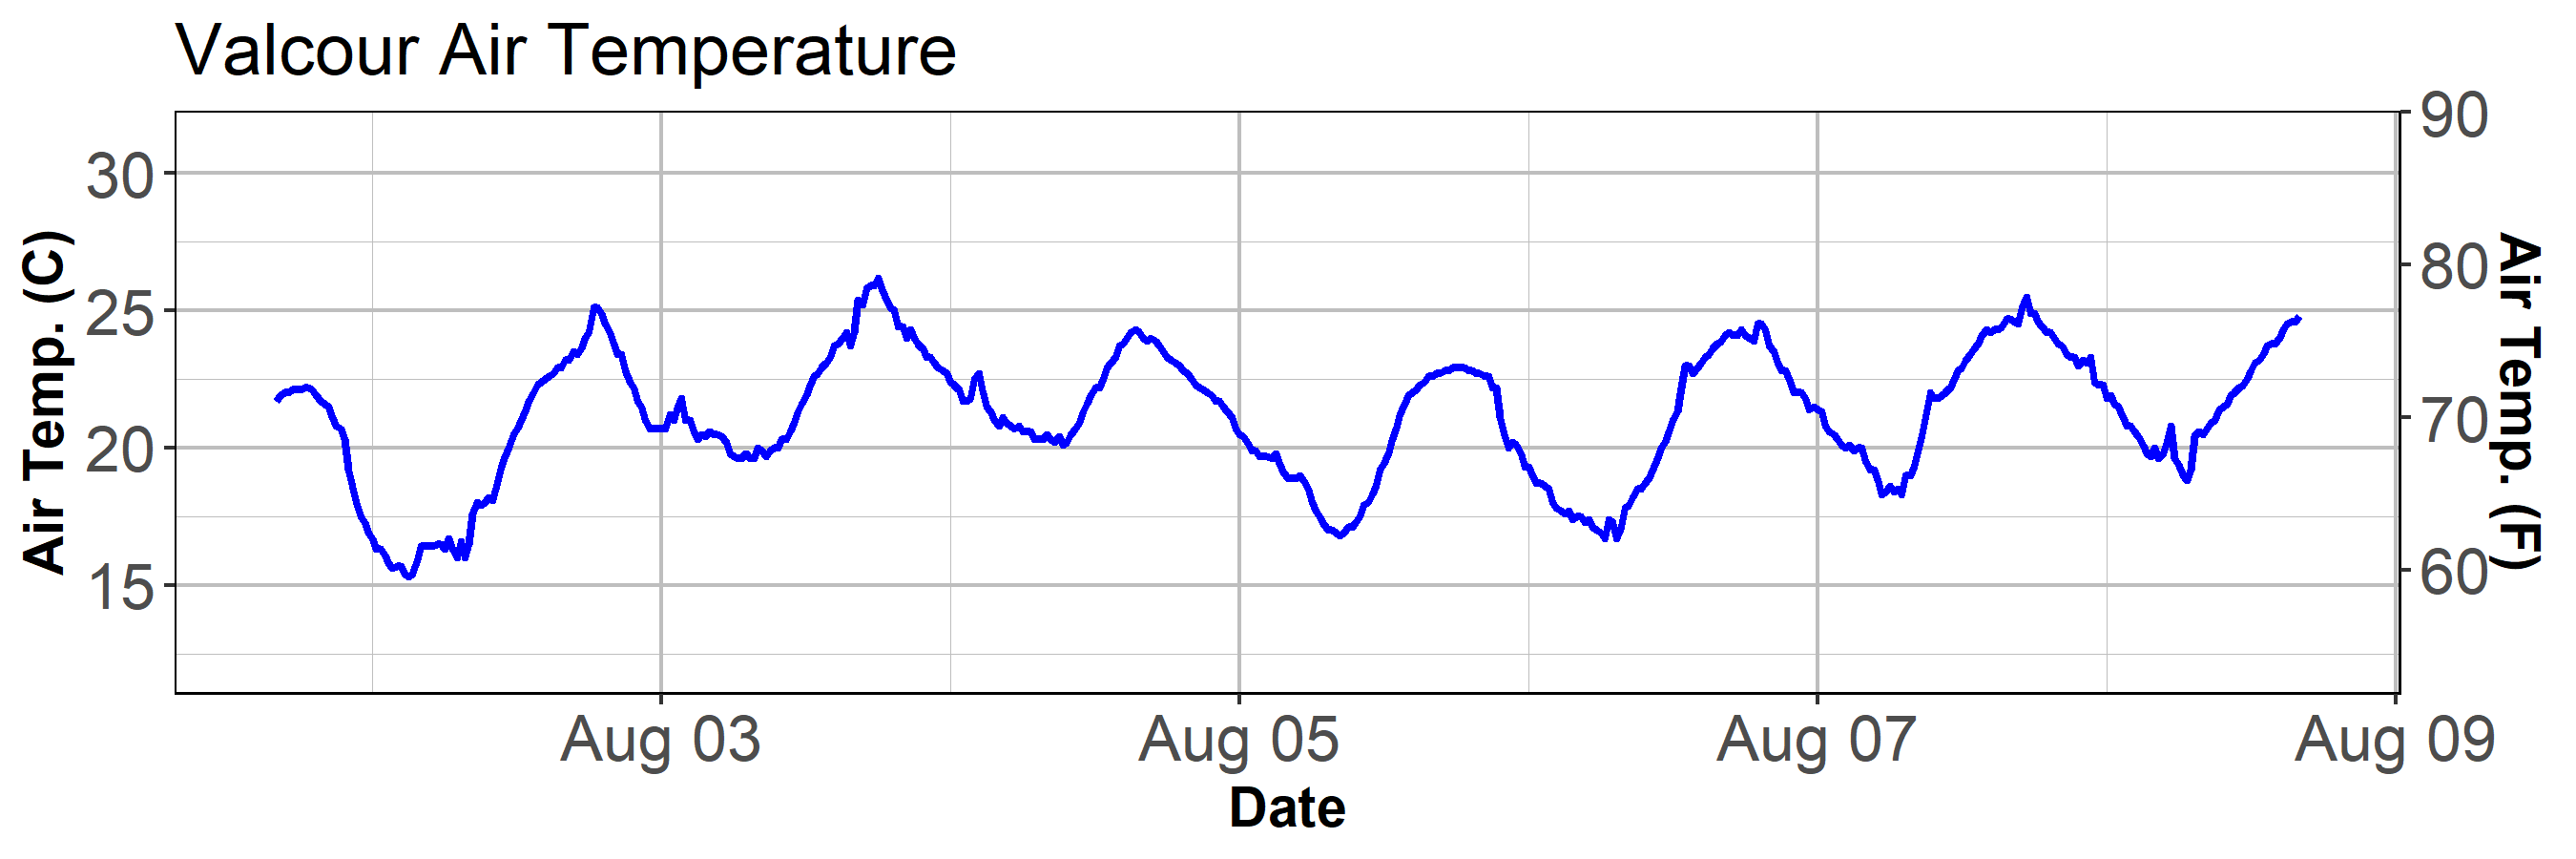 Valcour Air Temperature
Air Temp. (C)
30
25
20
15
90
80
70
60
Air Temp. (F)
Aug 03
Aug 05
Aug 07
Aug 09
Date